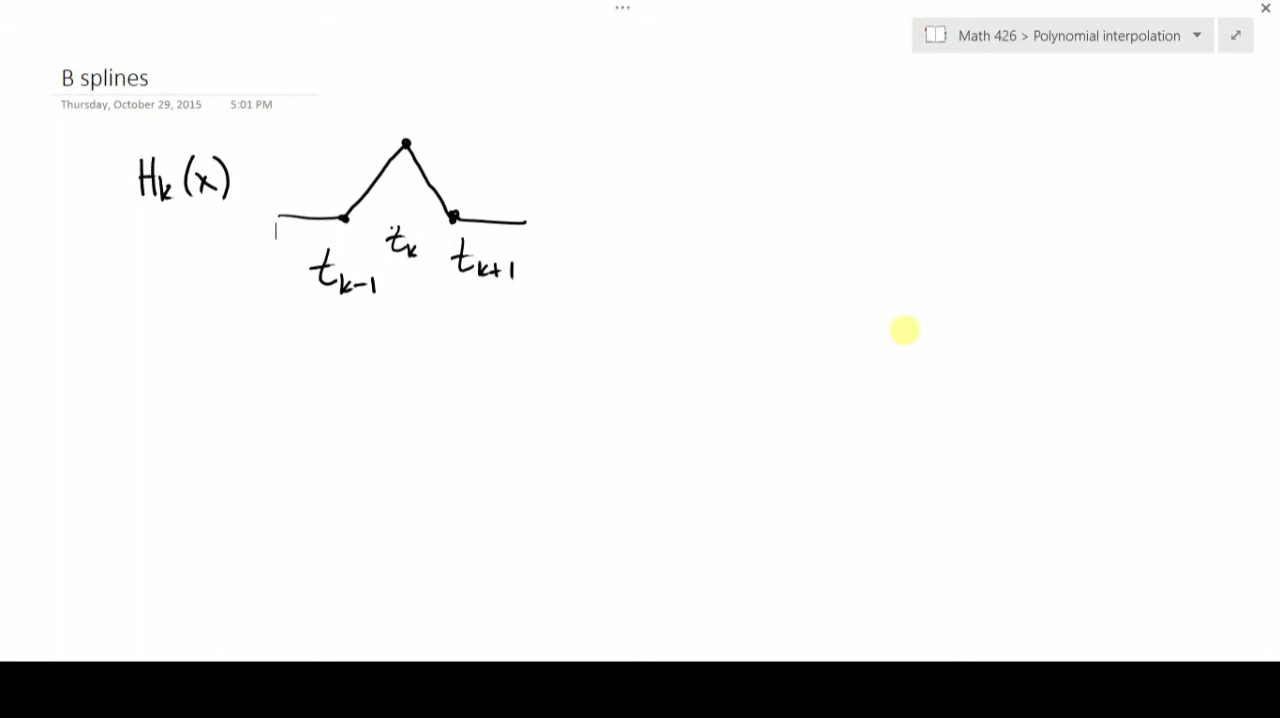 Math 426 > Polynomial interpolation
B splines
Thursday, October 29, 2015 5:01 PM
H_k(x)
t_{k-1} t_k t_{k+1}